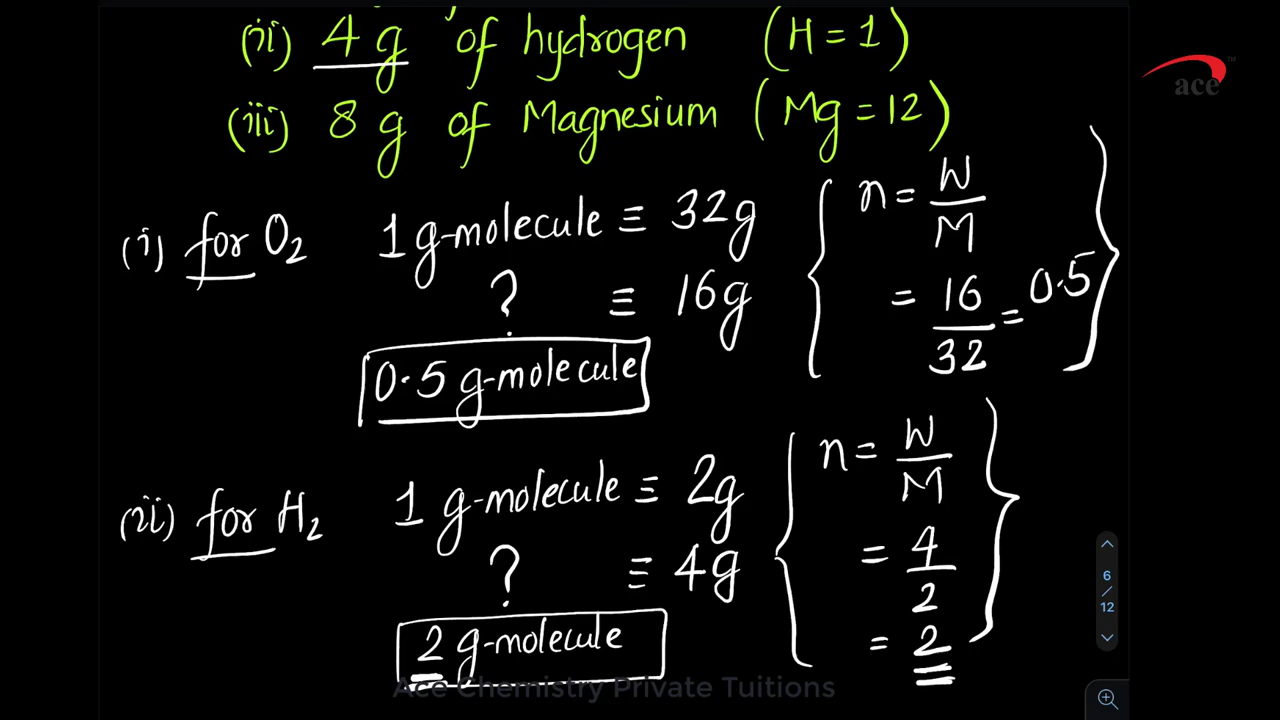 (ii) 4 g of hydrogen (H = 1)
ace™
(iii) 8 g of Magnesium (Mg = 12)
(i) for O₂ 1 g-molecule ≡ 32g
? ≡ 16g
0.5 g-molecule
n = W/M
= 16/32 = 0.5
(ii) for H₂ 1 g-molecule ≡ 2g
? ≡ 4g
2 g-molecule
n = W/M
= 4/2
= 2
6
/
12
Ace Chemistry Private Tuitions